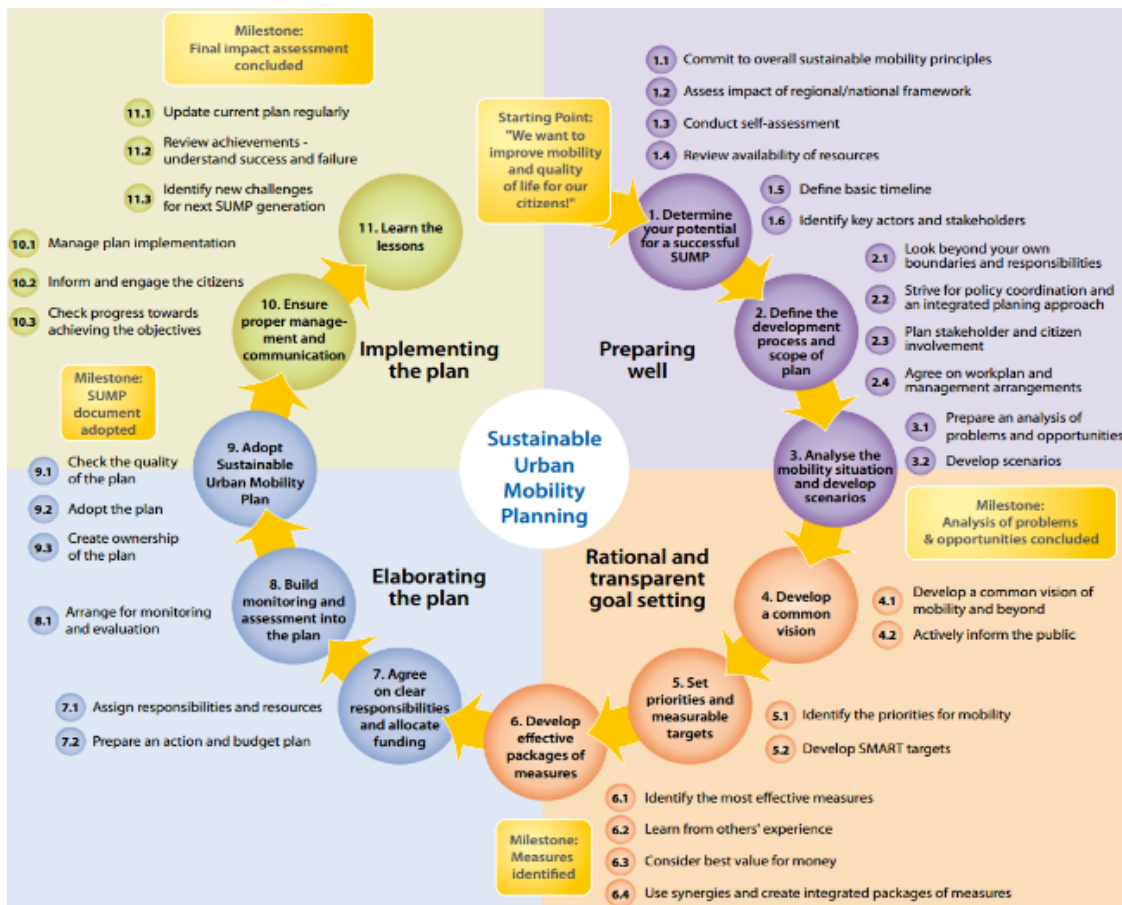 Milestone:
Final impact assessment
concluded
11.1 Update current plan regularly
11.2 Review achievements -
understand success and failure
11.3 Identify new challenges
for next SUMP generation
11. Learn the
lessons
10.1 Manage plan implementation
10.2 Inform and engage the citizens
10.3 Check progress towards
achieving the objectives
10. Ensure
proper manage-
ment and
communication
Implementing
the plan
Starting Point:
"We want to
improve mobility
and quality
of life for our
citizens!"
1.1 Commit to overall sustainable mobility principles
1.2 Assess impact of regional/national framework
1.3 Conduct self-assessment
1.4 Review availability of resources
1.5 Define basic timeline
1.6 Identify key actors and stakeholders
1. Determine
your potential
for a successful
SUMP
2.1 Look beyond your own
boundaries and responsibilities
2.2 Strive for policy coordination and
an integrated planing approach
2.3 Plan stakeholder and citizen
involvement
2.4 Agree on workplan and
management arrangements
2. Define the
development
process and
scope of
plan
Preparing
well
3.1 Prepare an analysis of
problems and opportunities
3.2 Develop scenarios
3. Analyse the
mobility situation
and develop
scenarios
Milestone:
Analysis of problems
& opportunities concluded
Sustainable
Urban
Mobility
Planning
Rational and
transparent
goal setting
4. Develop
a common
vision
4.1 Develop a common vision of
mobility and beyond
4.2 Actively inform the public
5. Set
priorities and
measurable
targets
5.1 Identify the priorities for mobility
5.2 Develop SMART targets
6. Develop
effective
packages of
measures
6.1 Identify the most effective measures
6.2 Learn from others' experience
6.3 Consider best value for money
6.4 Use synergies and create integrated packages of measures
Milestone:
Measures
identified
Elaborating
the plan
7. Agree
on clear
responsibilities
and allocate
funding
7.1 Assign responsibilities and resources
7.2 Prepare an action and budget plan
8. Build
monitoring and
assessment into
the plan
8.1 Arrange for monitoring
and evaluation
9. Adopt
Sustainable
Urban Mobility
Plan
9.1 Check the quality
of the plan
9.2 Adopt the plan
9.3 Create ownership
of the plan
Milestone:
SUMP
document
adopted